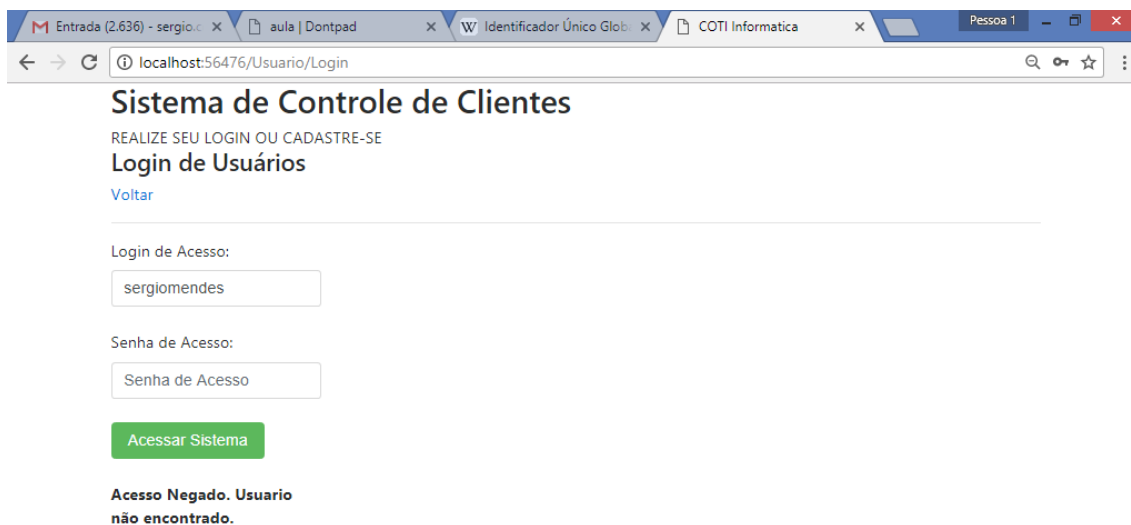 Entrada (2.636) - sergio.c
aula | Dontpad
W Identificador Único Glob
COTI Informatica
Pessoa 1
localhost:56476/Usuario/Login
Sistema de Controle de Clientes
REALIZE SEU LOGIN OU CADASTRE-SE
Login de Usuários
Voltar
Login de Acesso:
sergiomendes
Senha de Acesso:
Senha de Acesso
Acessar Sistema
Acesso Negado. Usuario
não encontrado.